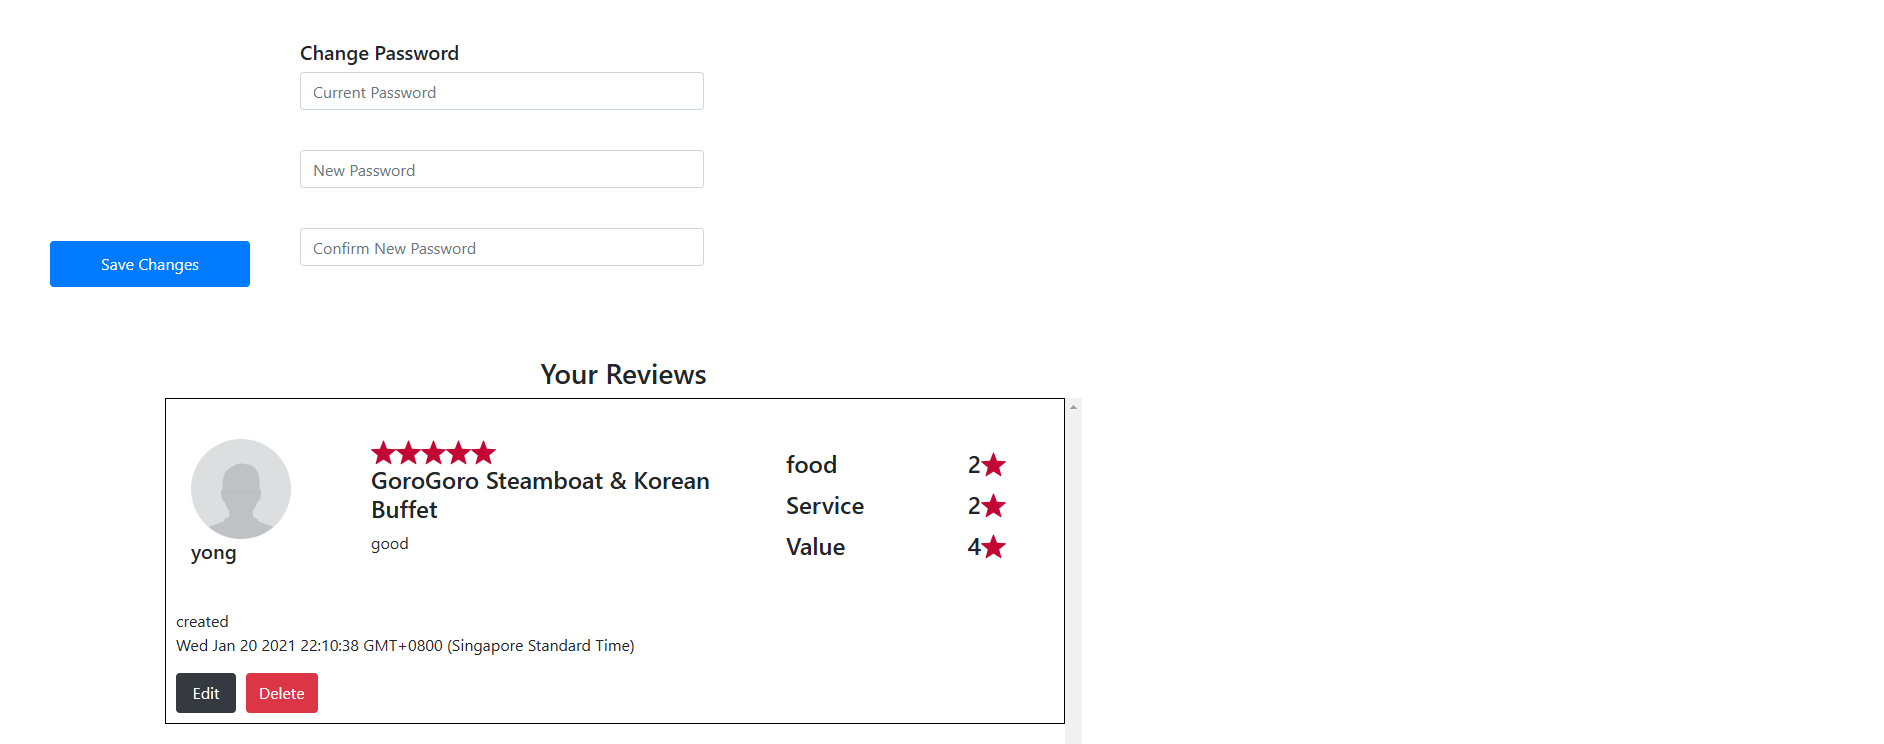 Change Password
Current Password
New Password
Confirm New Password
Save Changes
Your Reviews
GoroGoro Steamboat & Korean
Buffet
good
yong
food 2
Service 2
Value 4
created
Wed Jan 20 2021 22:10:38 GMT+0800 (Singapore Standard Time)
Edit Delete